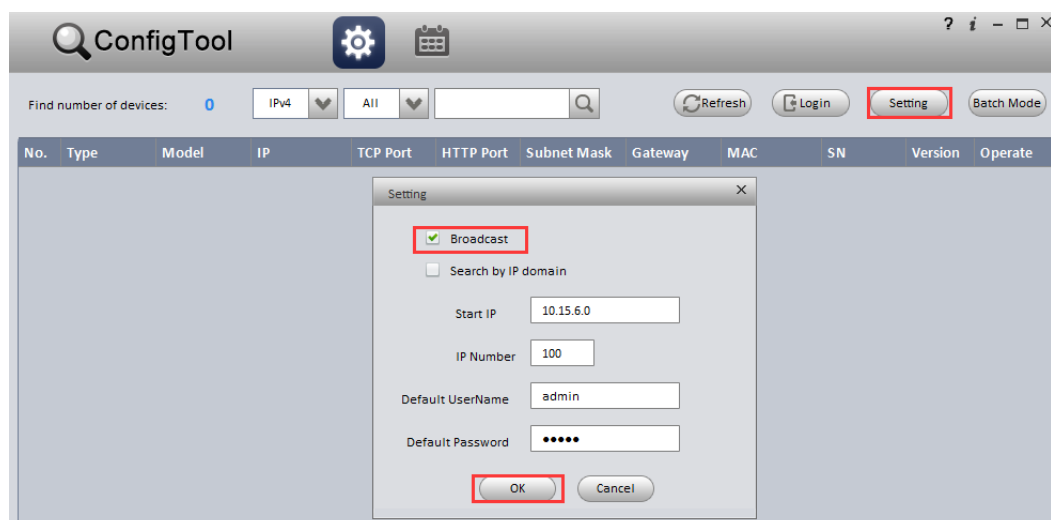 ConfigTool ? i
Find number of devices: 0 IPv4 All Refresh Login Setting Batch Mode
No. Type Model IP TCP Port HTTP Port Subnet Mask Gateway MAC SN Version Operate
Setting
Broadcast
Search by IP domain
Start IP 10.15.6.0
IP Number 100
Default UserName admin
Default Password •••••
OK Cancel